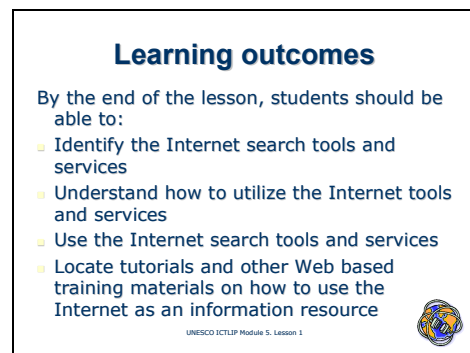 Learning outcomes
By the end of the lesson, students should be
able to:
Identify the Internet search tools and
services
Understand how to utilize the Internet tools
and services
Use the Internet search tools and services
Locate tutorials and other Web based
training materials on how to use the
Internet as an information resource
UNESCO ICTLIP Module 5. Lesson 1